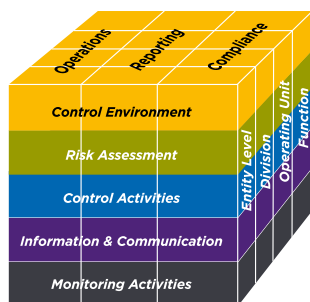 Operations
Reporting
Compliance
Control Environment
Risk Assessment
Control Activities
Information & Communication
Monitoring Activities
Entity Level
Division
Operating Unit
Function